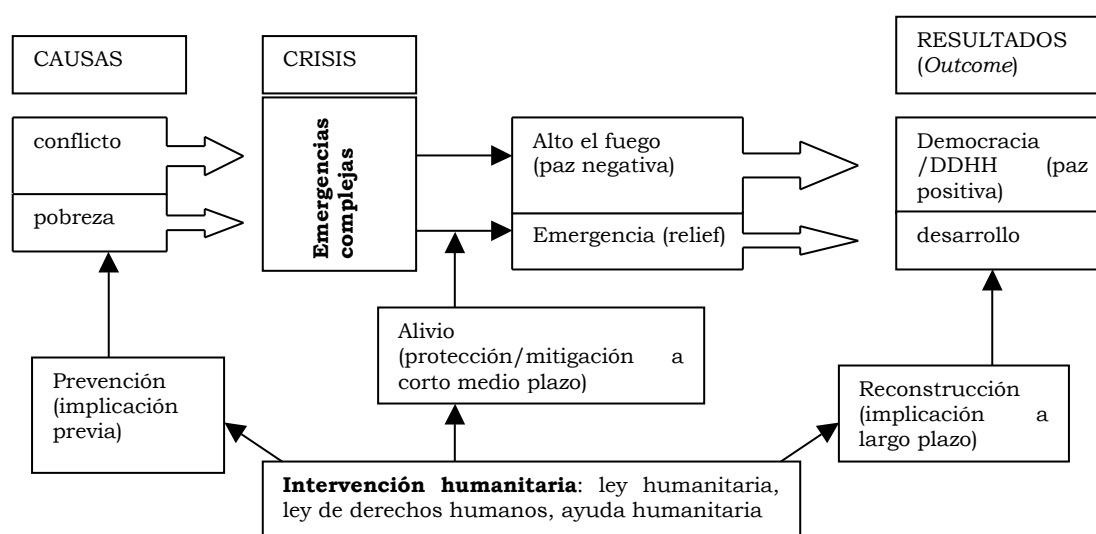 CAUSAS
CRISIS
RESULTADOS
(Outcome)
conflicto
pobreza
Emergencias
complejas
Alto el fuego
(paz negativa)
Emergencia (relief)
Democracia
/DDHH (paz
positiva)
desarrollo
Prevención
(implicación
previa)
Alivio
(protección/mitigación a
corto medio plazo)
Reconstrucción
(implicación a
largo plazo)
Intervención humanitaria: ley humanitaria,
ley de derechos humanos, ayuda humanitaria